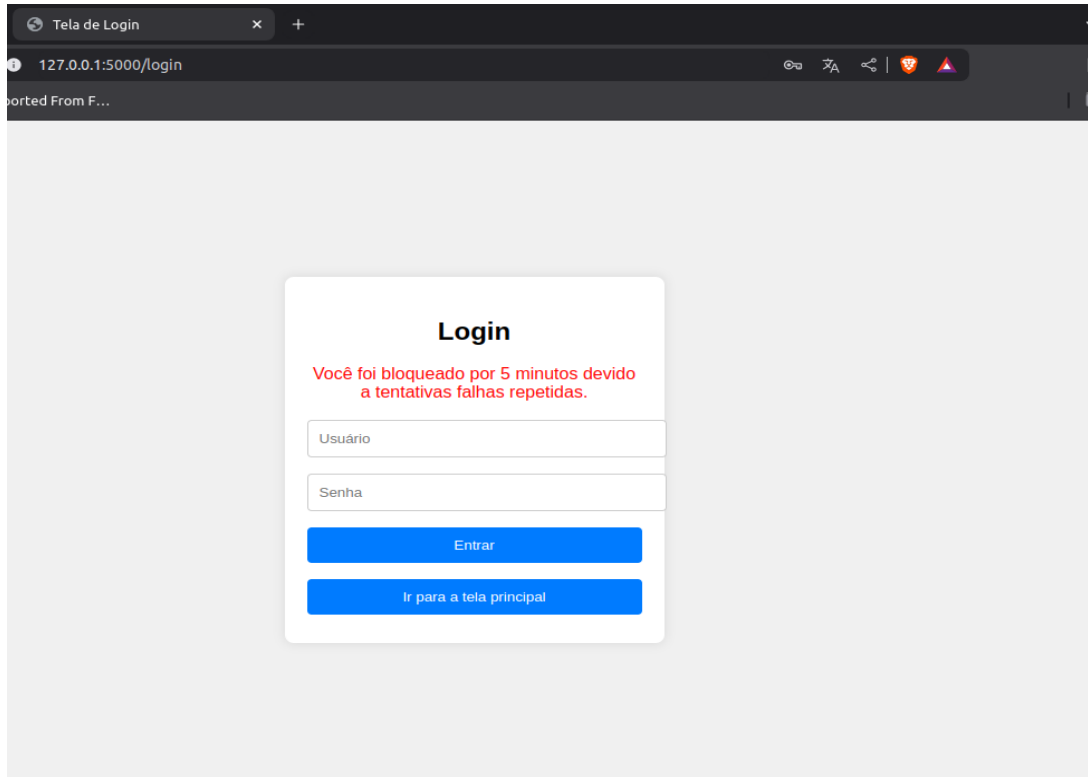 Tela de Login
127.0.0.1:5000/login
ported From F...
Login
Você foi bloqueado por 5 minutos devido
a tentativas falhas repetidas.
Usuário
Senha
Entrar
Ir para a tela principal